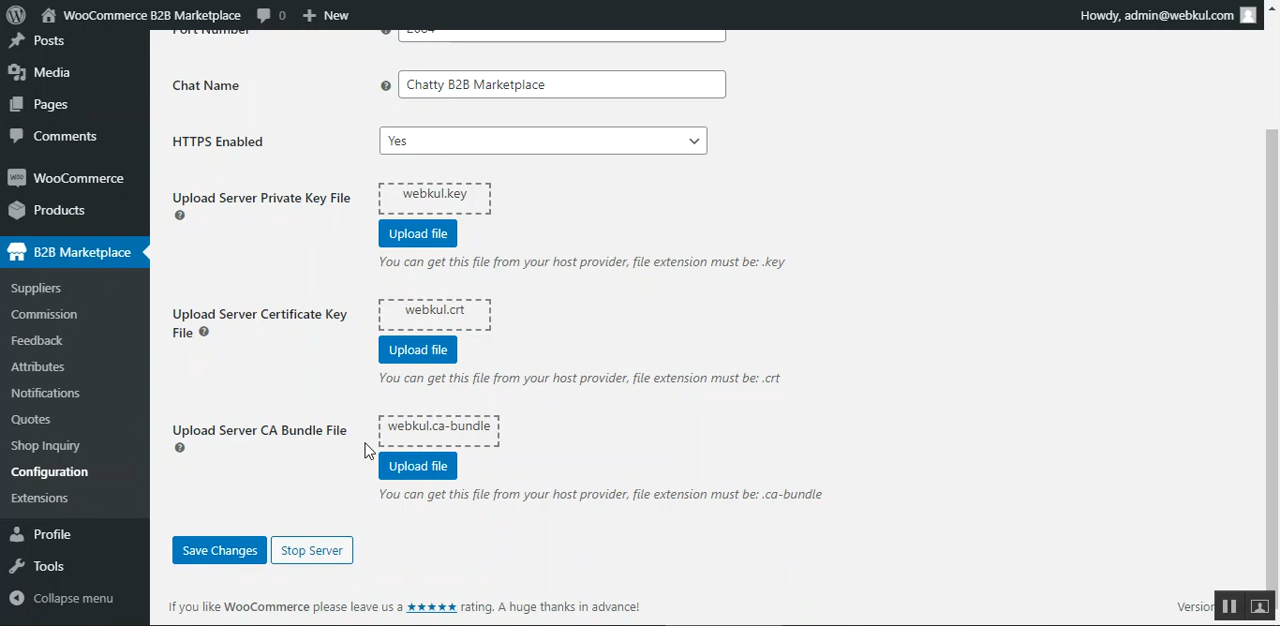 WooCommerce B2B Marketplace 0 New Howdy, admin@webkul.com
Posts
Media
Pages
Comments
WooCommerce
Products
B2B Marketplace
Suppliers
Commission
Feedback
Attributes
Notifications
Quotes
Shop Inquiry
Configuration
Extensions
Profile
Tools
Collapse menu
Port Number
Chat Name Chatty B2B Marketplace
HTTPS Enabled Yes
Upload Server Private Key File webkul.key
Upload file
You can get this file from your host provider, file extension must be: .key
Upload Server Certificate Key
File
webkul.crt
Upload file
You can get this file from your host provider, file extension must be: .crt
Upload Server CA Bundle File webkul.ca-bundle
Upload file
You can get this file from your host provider, file extension must be: .ca-bundle
Save Changes Stop Server
If you like WooCommerce please leave us a ★★★★★ rating. A huge thanks in advance!